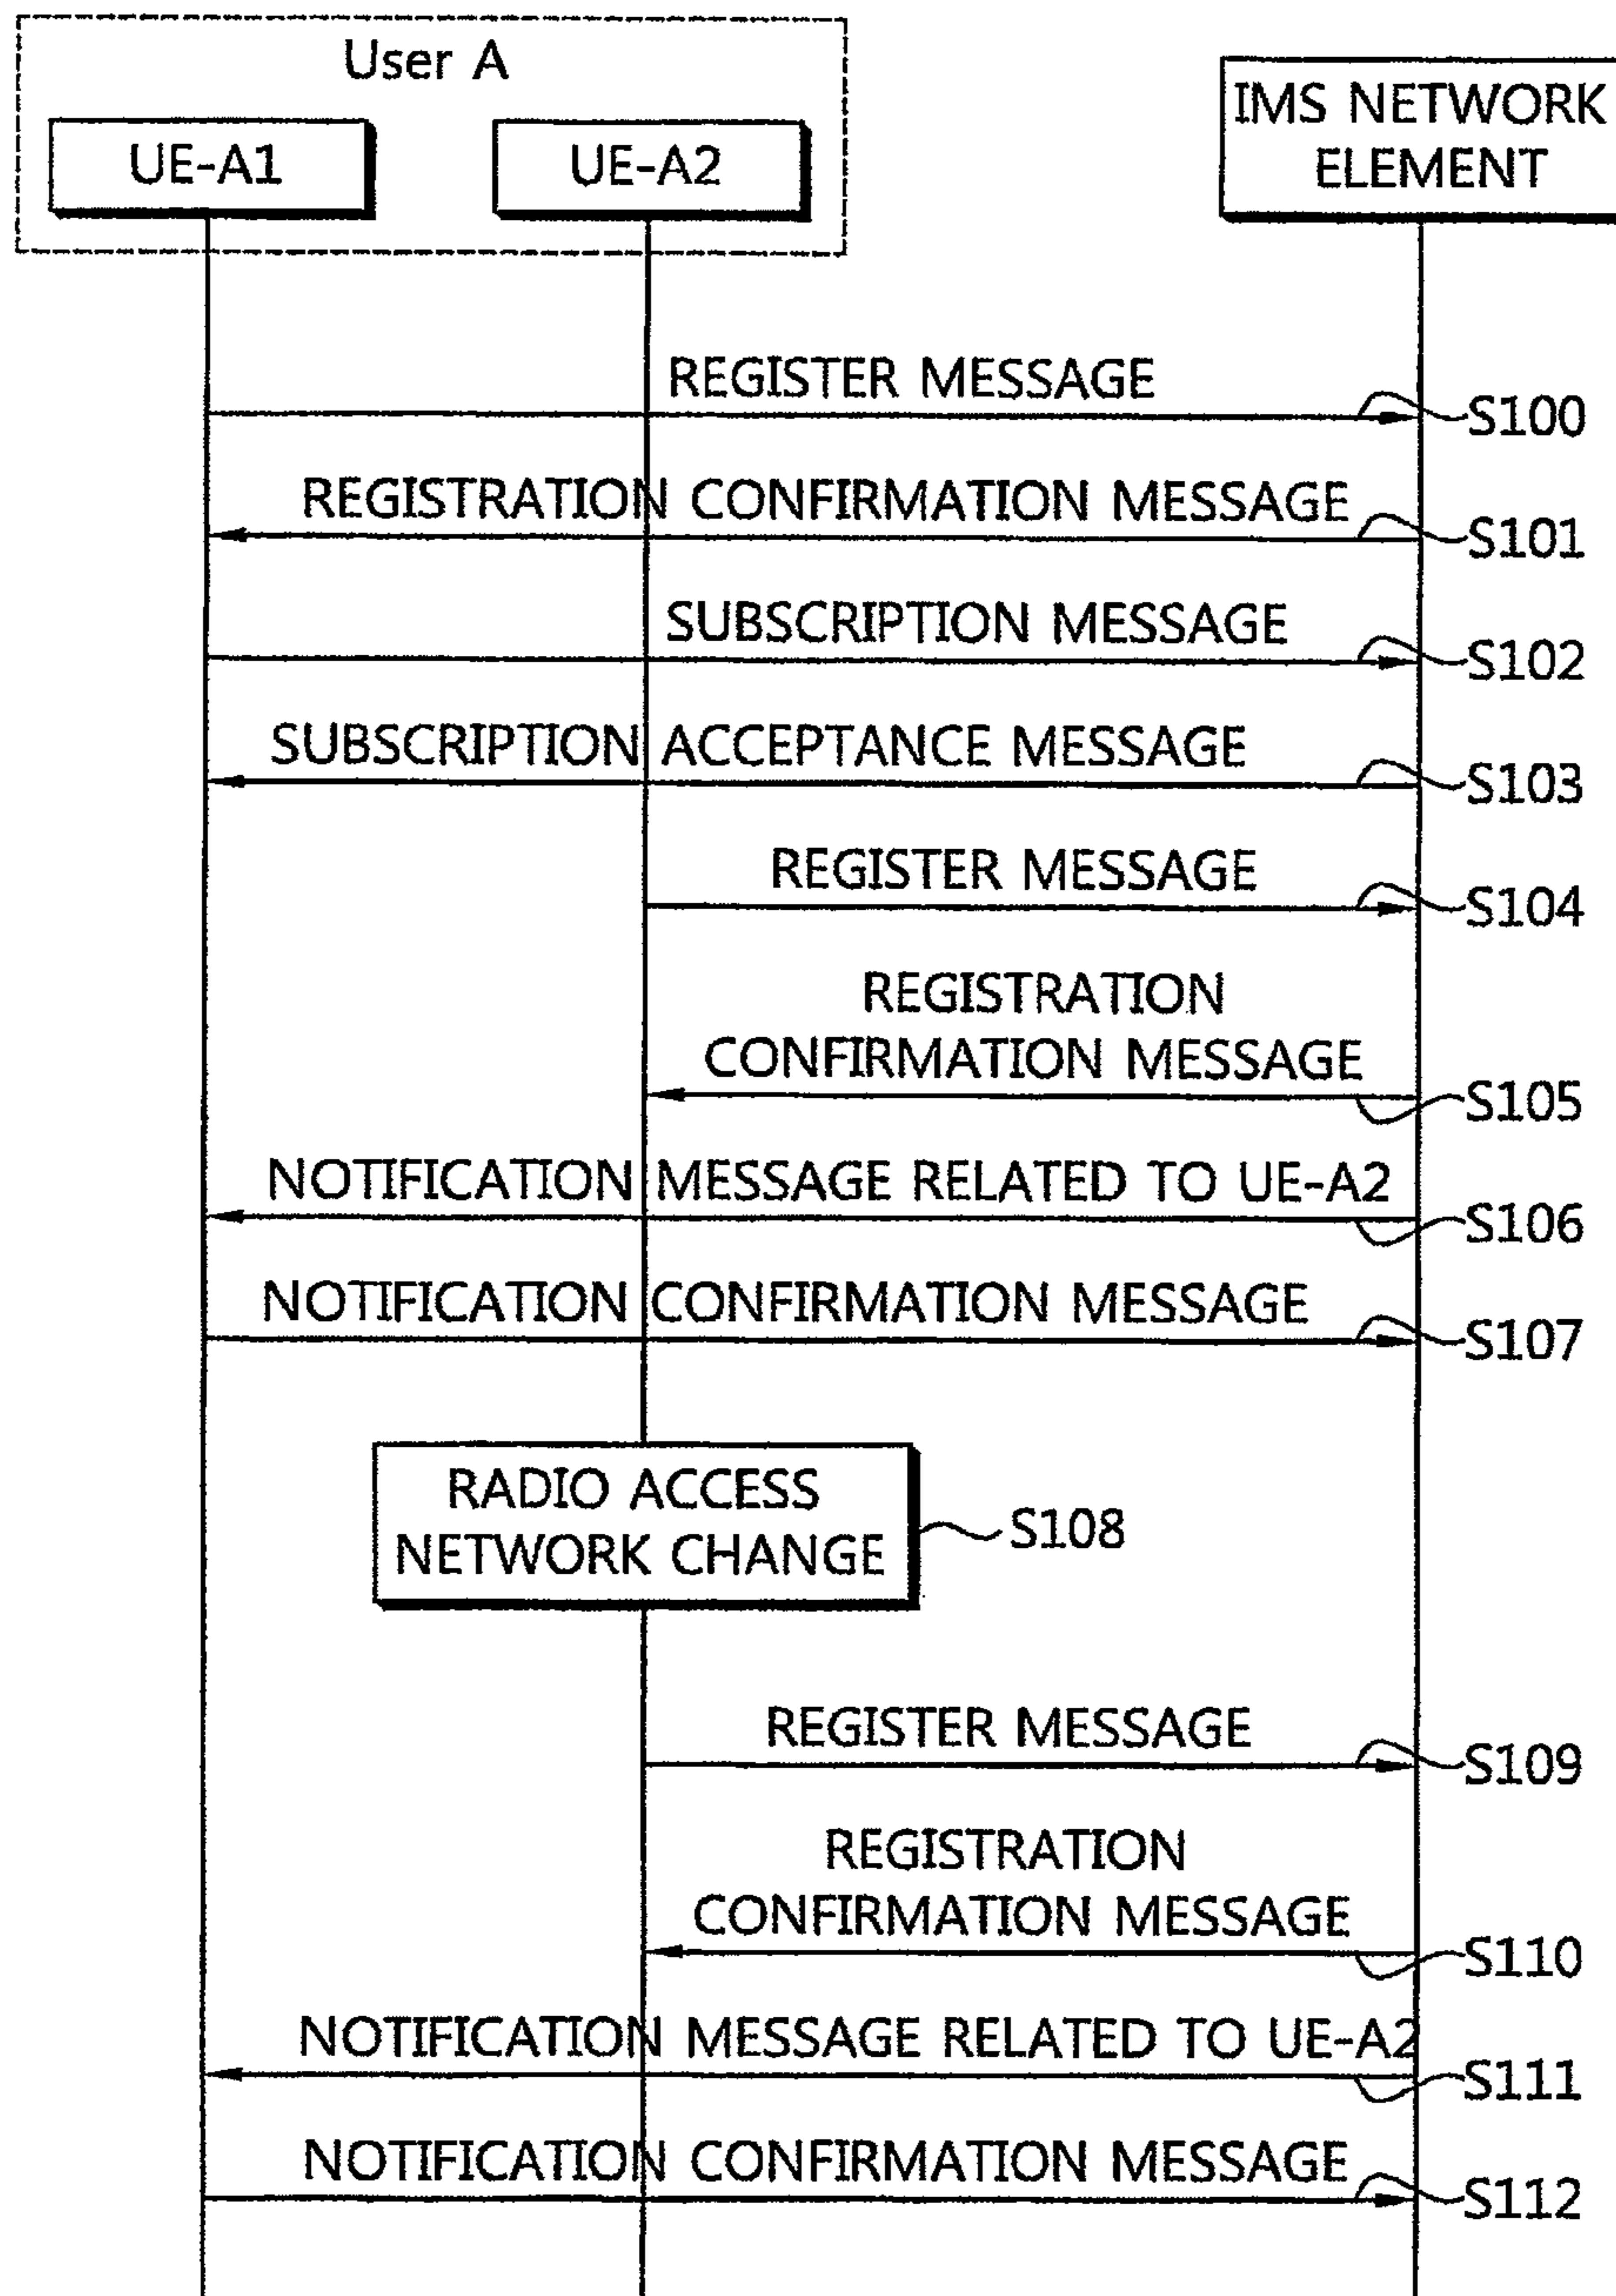 User A
UE-A1
UE-A2
IMS NETWORK
ELEMENT
REGISTER MESSAGE
S100
REGISTRATION CONFIRMATION MESSAGE
S101
SUBSCRIPTION MESSAGE
S102
SUBSCRIPTION ACCEPTANCE MESSAGE
S103
REGISTER MESSAGE
S104
REGISTRATION
CONFIRMATION MESSAGE
S105
NOTIFICATION MESSAGE RELATED TO UE-A2
S106
NOTIFICATION CONFIRMATION MESSAGE
S107
RADIO ACCESS
NETWORK CHANGE
S108
REGISTER MESSAGE
S109
REGISTRATION
CONFIRMATION MESSAGE
S110
NOTIFICATION MESSAGE RELATED TO UE-A2
S111
NOTIFICATION CONFIRMATION MESSAGE
S112